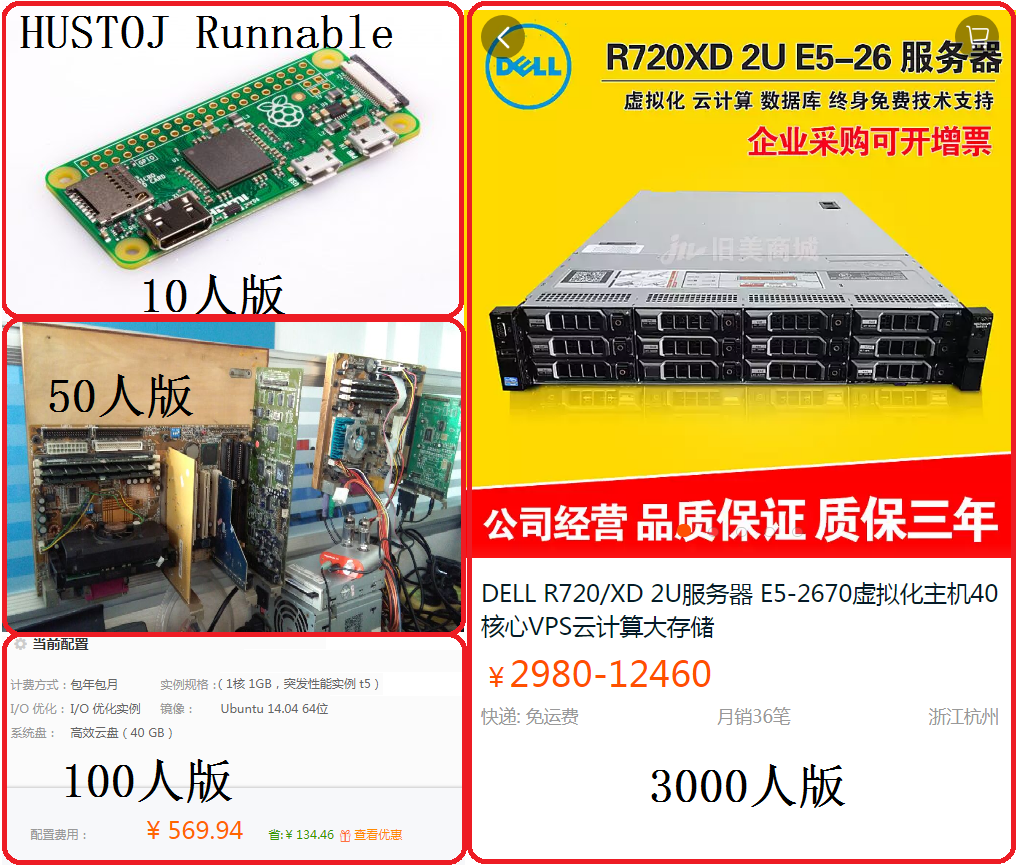 HUSTOJ Runnable
GPIO
10人版
50人版
当前配置
计费方式：包年包月 实例规格：( 1核 1GB，突发性能实例 t5 )
I/O 优化：I/O 优化实例 镜像： Ubuntu 14.04 64位
系统盘： 高效云盘 ( 40 GB )
100人版
配置费用： ¥ 569.94 省:¥ 134.46 查看优惠
DELL
R720XD 2U E5-26 服务器
虚拟化 云计算 数据库 终身免费技术支持
企业采购可开增票
旧美商城
公司经营 品质保证 质保三年
DELL R720/XD 2U服务器 E5-2670虚拟化主机40
核心VPS云计算大存储
¥2980-12460
快递: 免运费 月销36笔 浙江杭州
3000人版